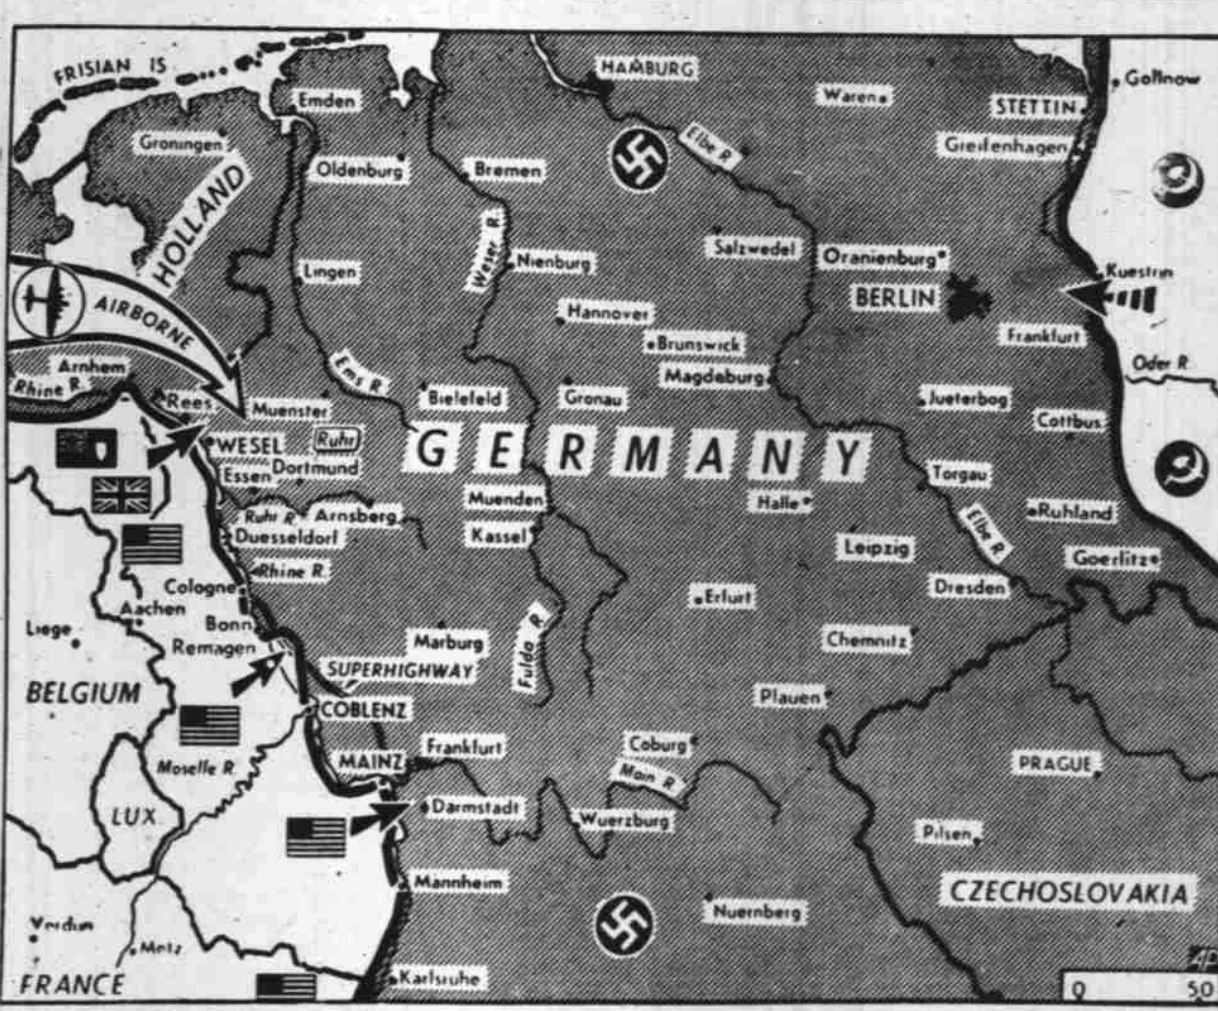 FRISIAN IS
HAMBURG
Waren
Gollnow
STETTIN
Emden
Groningen
Elbe R.
Greifenhagen
Oldenburg
Bremen
HOLLAND
Weser R.
Salzwedel
Oranienburg
Lingen
Nienburg
Kuestrin
BERLIN
AIRBORNE
Hannover
Brunswick
Frankfurt
Arnhem
Ems R.
Magdeburg
Oder R.
Rhine R.
Rees
Muenster
Bielefeld
Gronau
Jueterbog
Cottbus
WESEL
Ruhr
GERMANY
Essen
Dortmund
Torgau
Muenden
Halle
Ruhr R.
Arnsberg
Ruhland
Duesseldorf
Kassel
Elbe R.
Leipzig
Goerlitz
Rhine R.
Cologne
Dresden
Aachen
Erfurt
Liege
Bonn
Marburg
Fulda R.
Chemnitz
Remagen
SUPERHIGHWAY
BELGIUM
Plauen
COBLENZ
Frankfurt
Coburg
MAINZ
Moselle R.
Main R.
PRAGUE
LUX.
Darmstadt
Wuerzburg
Pilsen
Mannheim
CZECHOSLOVAKIA
Nuernberg
Verdun
Metz
AP
FRANCE
Karlsruhe
0 50